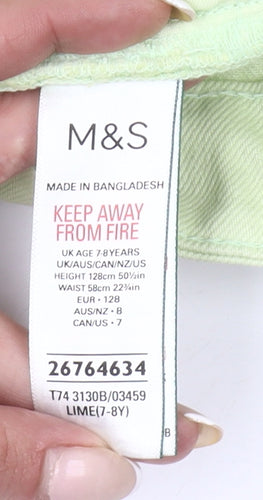 M&S
MADE IN BANGLADESH
KEEP AWAY
FROM FIRE
UK AGE 7-8 YEARS
UK/AUS/CAN/NZ/US
HEIGHT 128cm 50½in
WAIST 58cm 22¾in
EUR • 128
AUS/NZ • 8
CAN/US • 7
26764634
T74 3130B/03459
LIME(7-8Y)
B